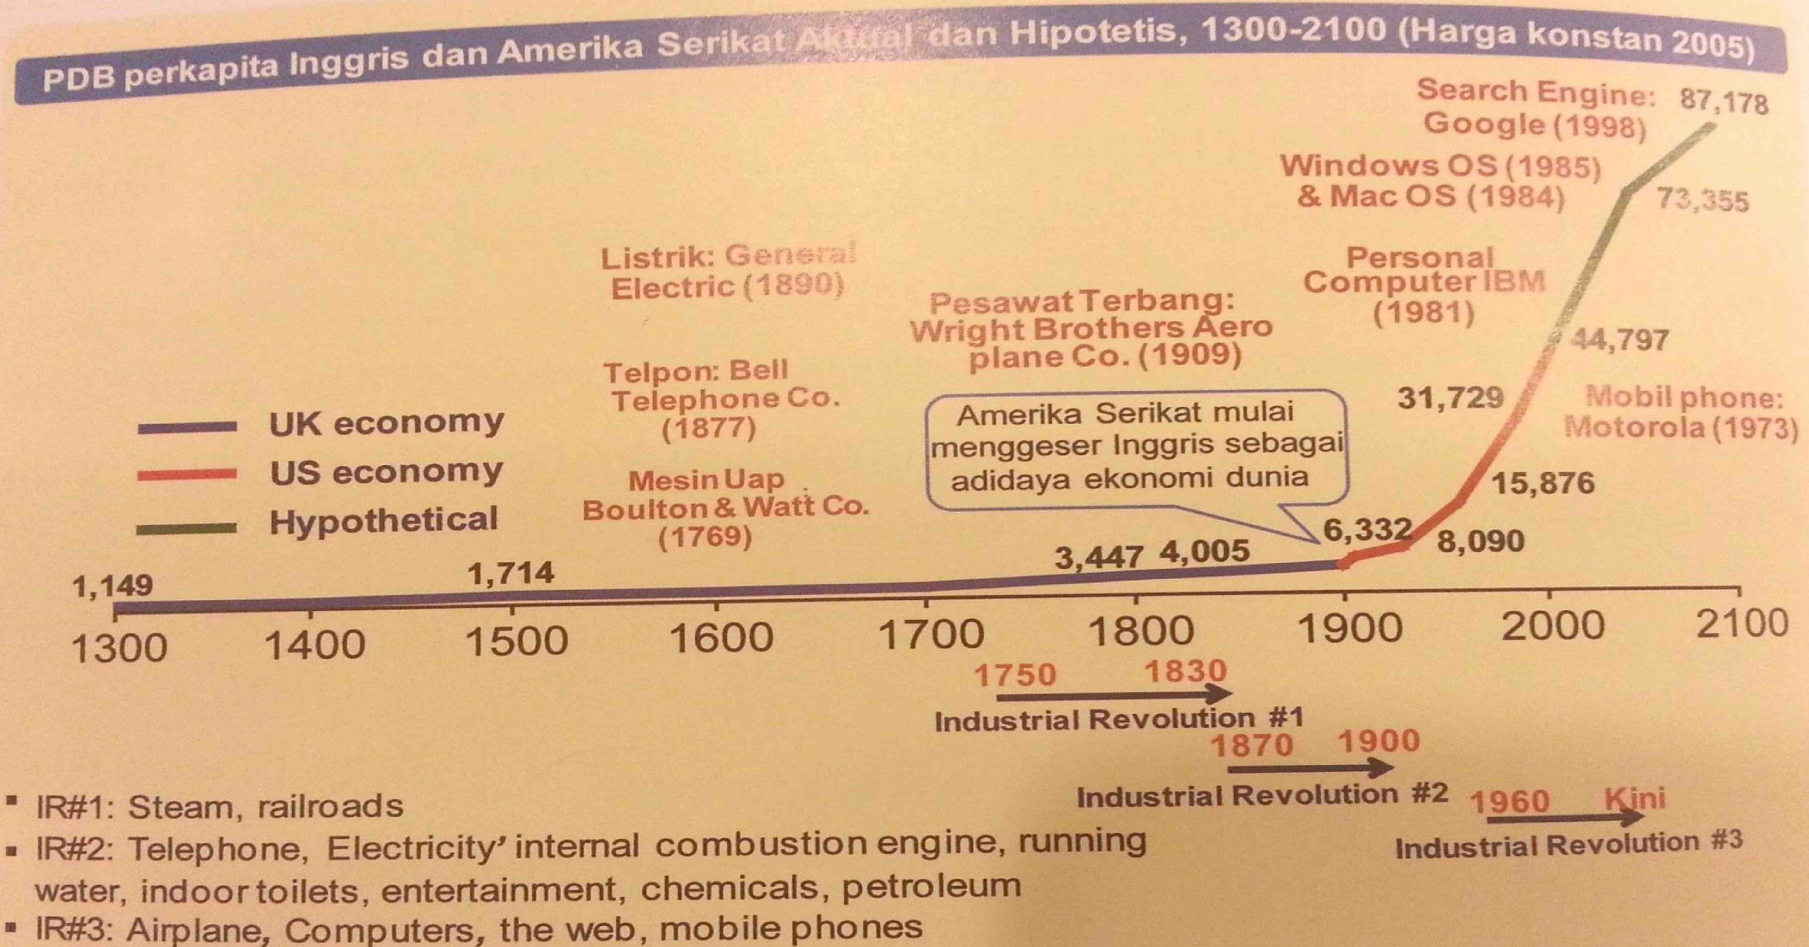 PDB perkapita Inggris dan Amerika Serikat Aktual dan Hipotetis, 1300-2100 (Harga konstan 2005)
Search Engine: 87,178
Google (1998)
Windows OS (1985)
& Mac OS (1984)
73,355
Listrik: General
Electric (1890)
Pesawat Terbang:
Wright Brothers Aero
plane Co. (1909)
Personal
Computer IBM
(1981)
44,797
Telpon: Bell
Telephone Co.
(1877)
31,729
Mobil phone:
Motorola (1973)
UK economy
US economy
Hypothetical
Amerika Serikat mulai
menggeser Inggris sebagai
adidaya ekonomi dunia
Mesin Uap
Boulton & Watt Co.
(1769)
15,876
1,149
1,714
3,447 4,005
6,332
8,090
1300 1400 1500 1600 1700 1800 1900 2000 2100
1750 1830
Industrial Revolution #1
1870 1900
Industrial Revolution #2
1960 Kini
Industrial Revolution #3
▪ IR#1: Steam, railroads
▪ IR#2: Telephone, Electricity’ internal combustion engine, running
water, indoor toilets, entertainment, chemicals, petroleum
▪ IR#3: Airplane, Computers, the web, mobile phones